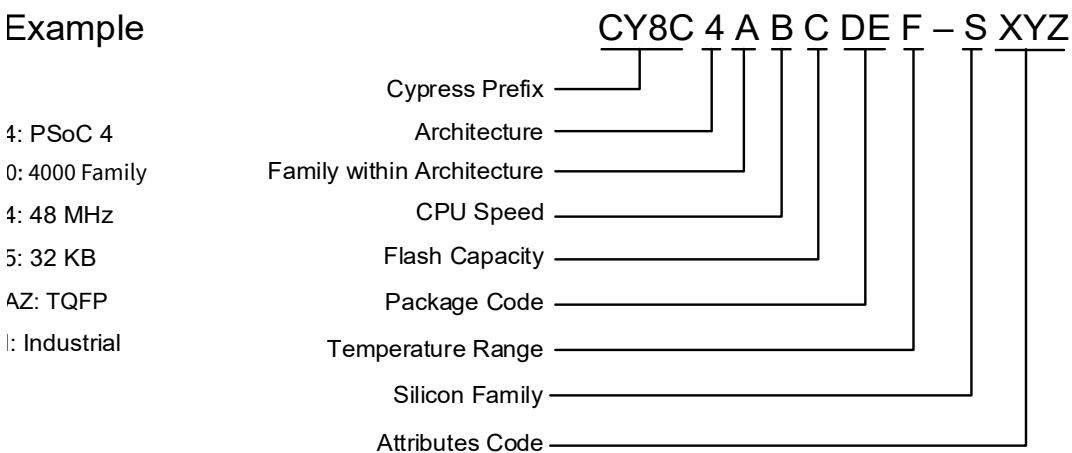 Example CY8C 4 A B C DE F – S XYZ
Cypress Prefix
4: PSoC 4 Architecture
0: 4000 Family Family within Architecture
4: 48 MHz CPU Speed
5: 32 KB Flash Capacity
AZ: TQFP Package Code
I: Industrial Temperature Range
Silicon Family
Attributes Code